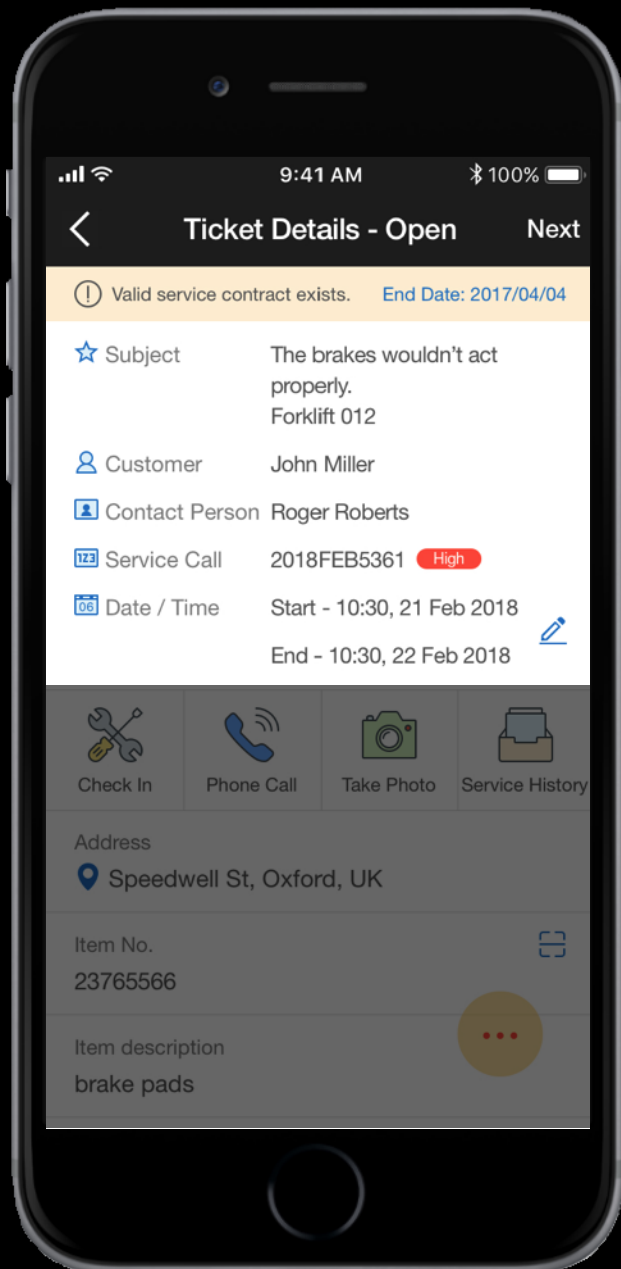 9:41 AM 100%
Ticket Details - Open Next
Valid service contract exists. End Date: 2017/04/04
Subject The brakes wouldn't act
properly.
Forklift 012
Customer John Miller
Contact Person Roger Roberts
123 Service Call 2018FEB5361 High
06 Date / Time Start - 10:30, 21 Feb 2018
End - 10:30, 22 Feb 2018
Check In Phone Call Take Photo Service History
Address
Speedwell St, Oxford, UK
Item No.
23765566
Item description
brake pads